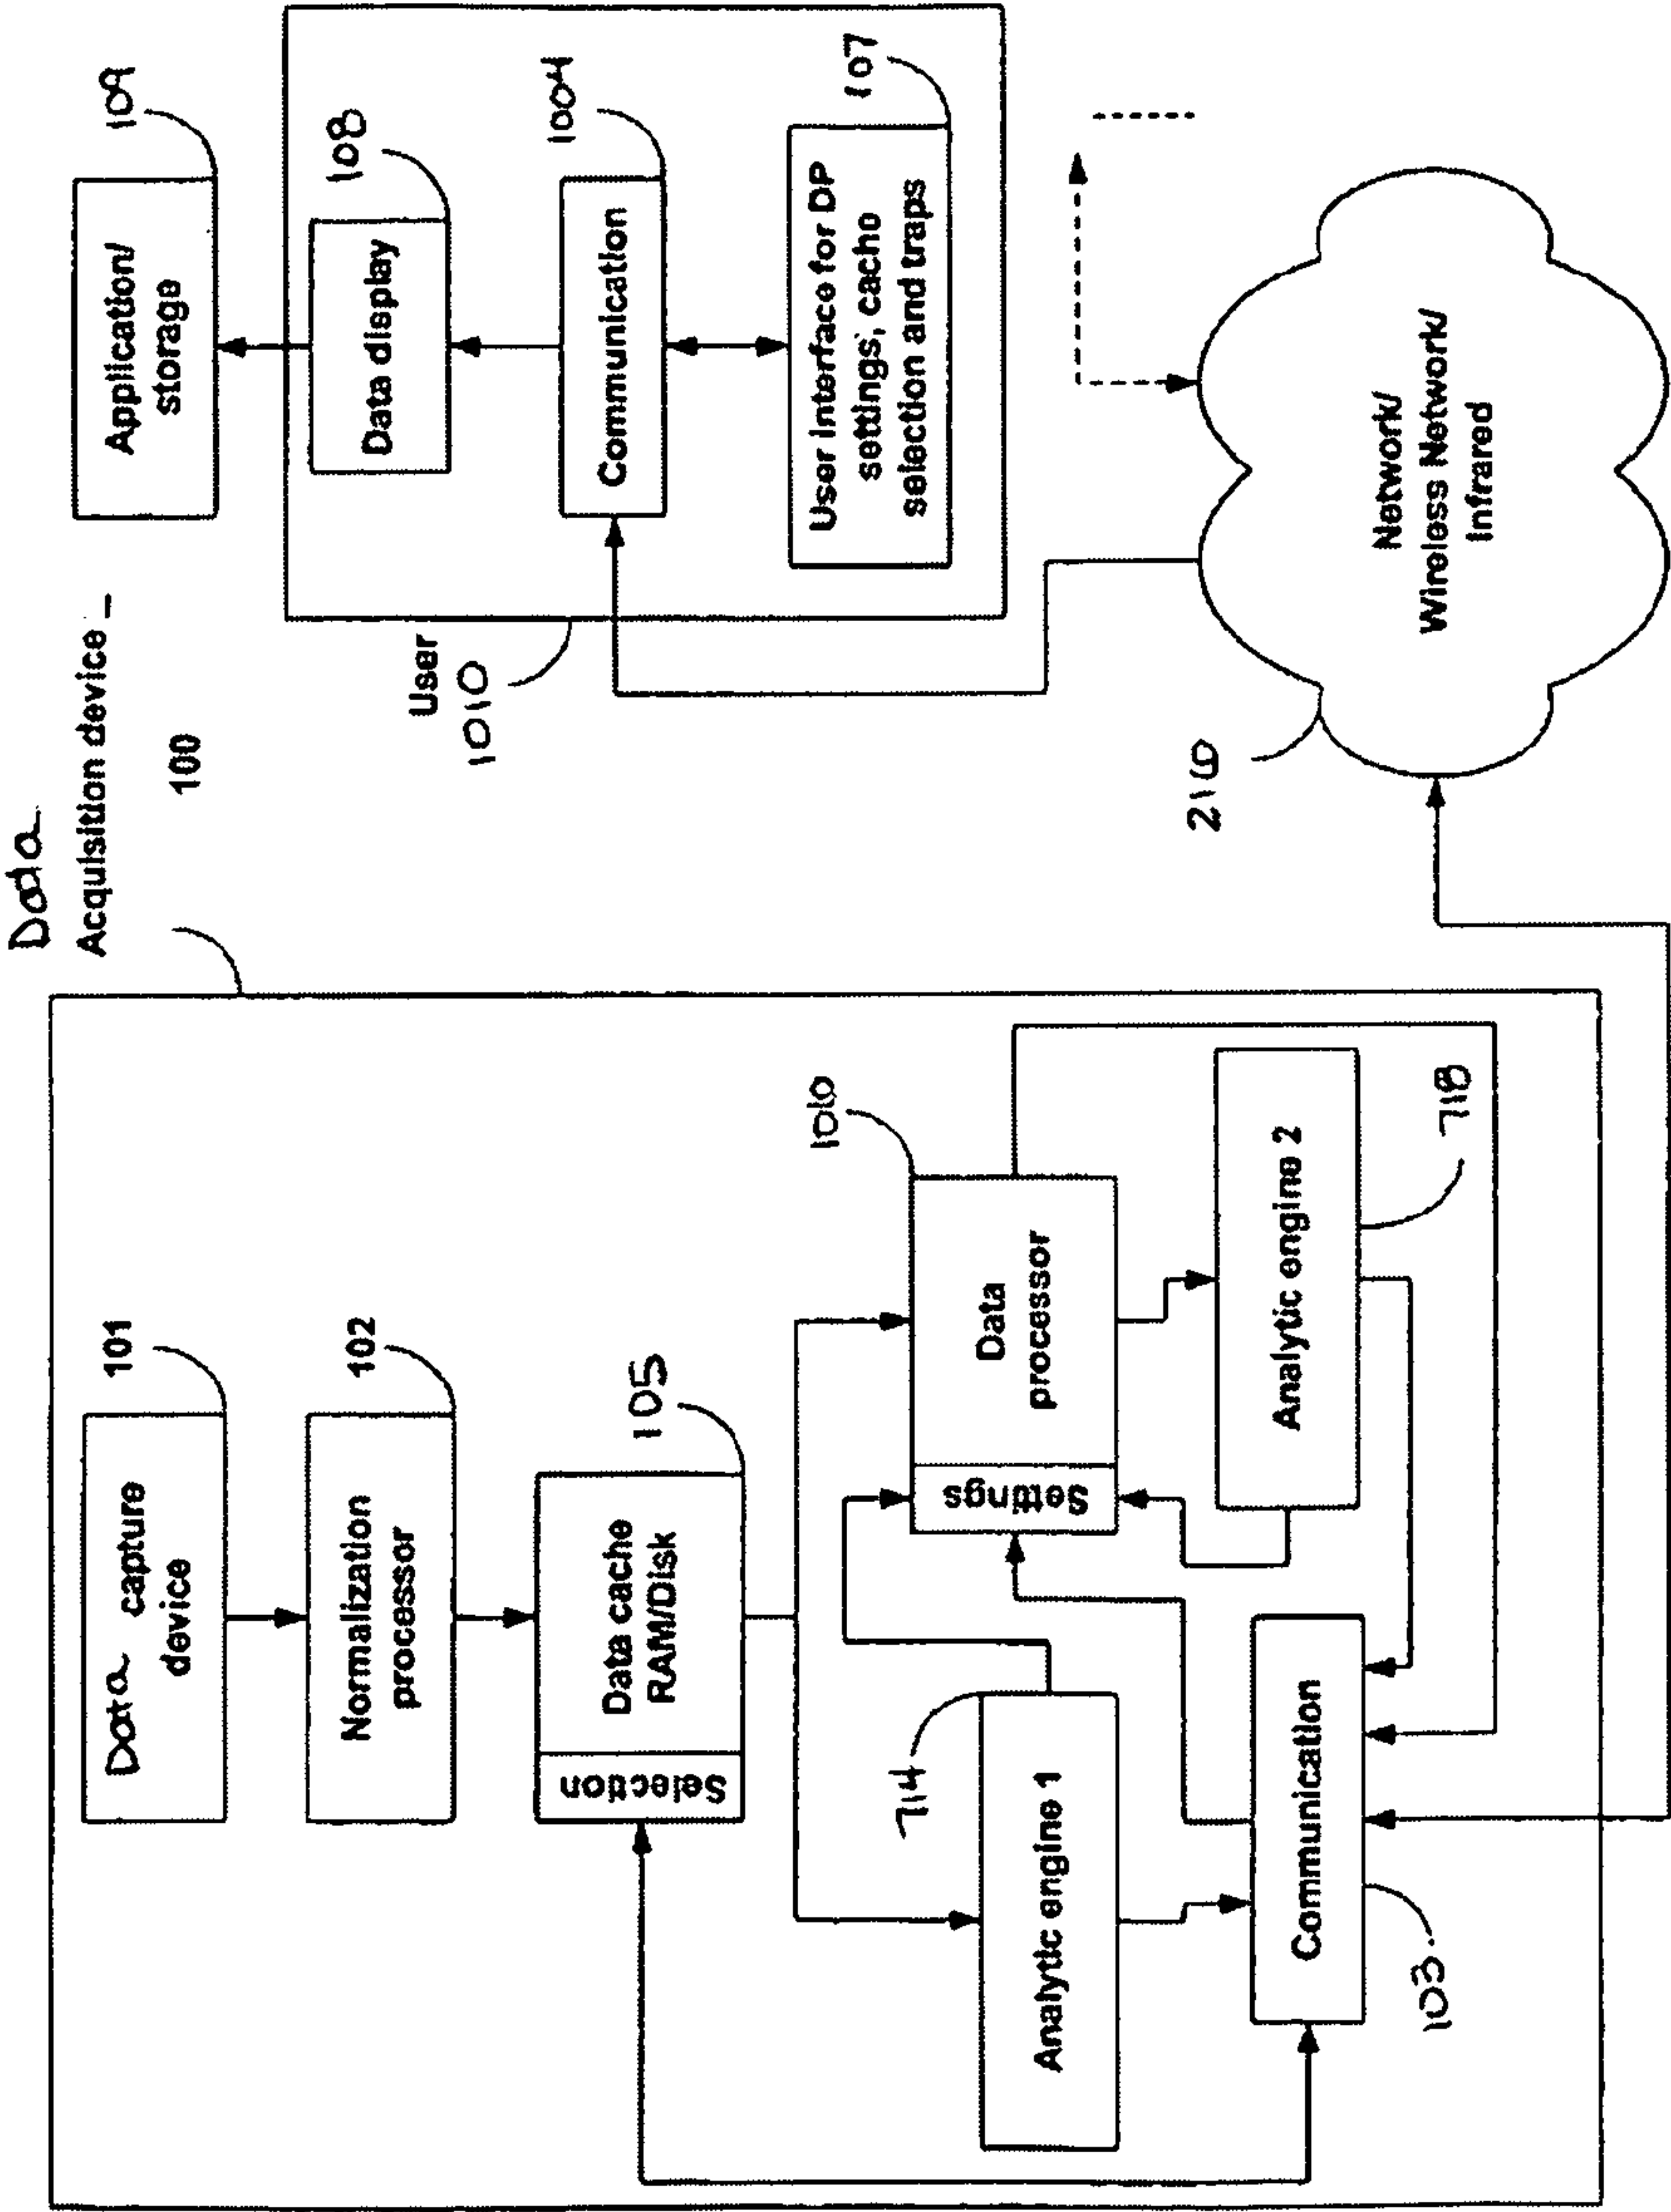 Data
Acquisition device
100
Data capture
device
101
Normalization
processor
102
Selection
Data cache
RAM/Disk
105
Analytic engine 1
714
Settings
Data
processor
Analytic engine 2
718
Communication
103
Application/
storage
109
User
1010
Data display
108
Communication
1004
User Interface for DP
settings, cache
selection and traps
107
Network/
Wireless Network/
Infrared